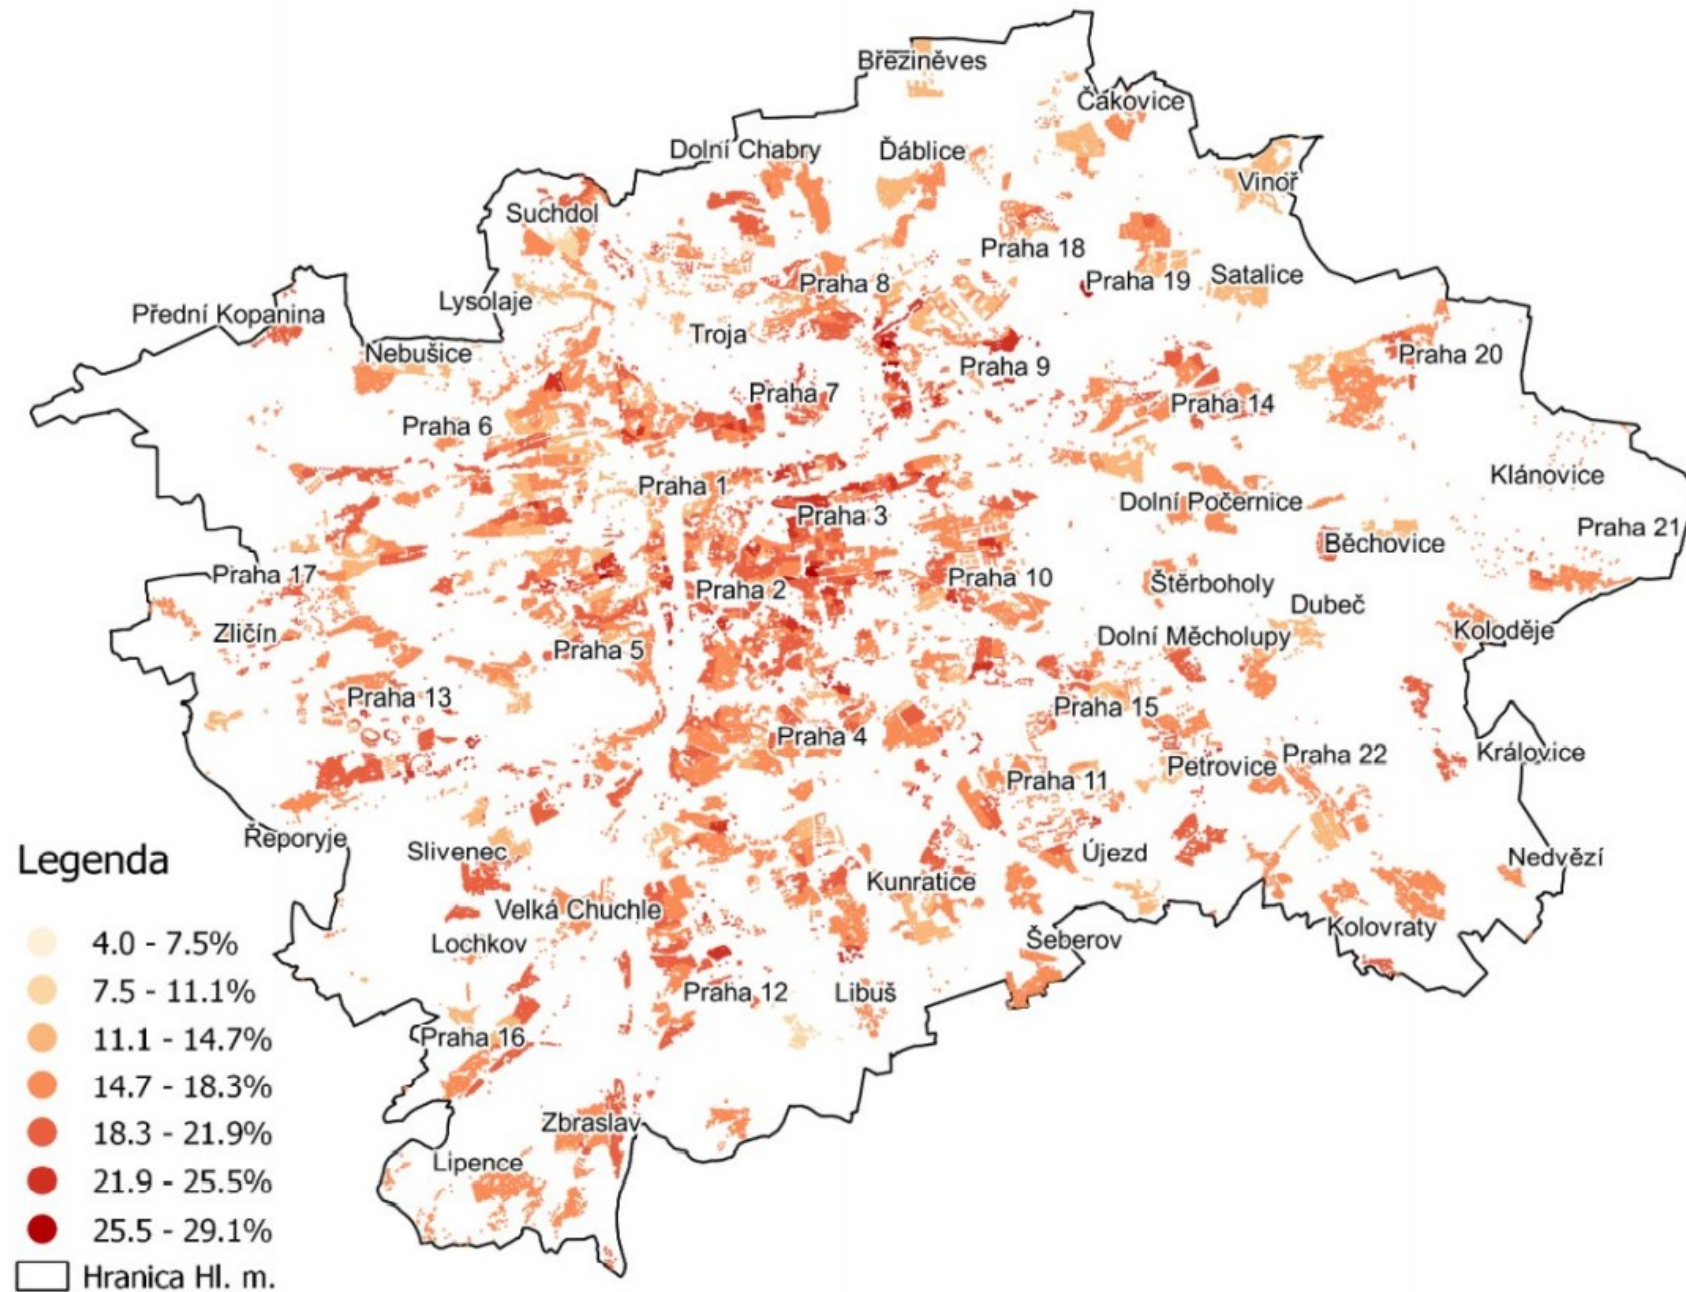 Březiněves
Čakovice
Dolní Chabry
Ďáblice
Vinoř
Suchdol
Praha 18
Praha 8
Praha 19
Satalice
Lysolaje
Přední Kopanina
Troja
Nebušice
Praha 20
Praha 9
Praha 7
Praha 14
Praha 6
Klánovice
Praha 1
Dolní Počernice
Praha 3
Praha 21
Běchovice
Praha 17
Praha 10
Štěrboholy
Praha 2
Dubeč
Zličín
Koloděje
Dolní Měcholupy
Praha 5
Praha 13
Praha 15
Praha 4
Královice
Praha 22
Petrovice
Praha 11
Řeporyje
Slivenec
Újezd
Nedvězí
Kunratice
Velká Chuchle
Kolovraty
Lochkov
Šeberov
Praha 12
Libuš
Praha 16
Zbraslav
Lipence
Legenda
4.0 - 7.5%
7.5 - 11.1%
11.1 - 14.7%
14.7 - 18.3%
18.3 - 21.9%
21.9 - 25.5%
25.5 - 29.1%
Hranica Hl. m.